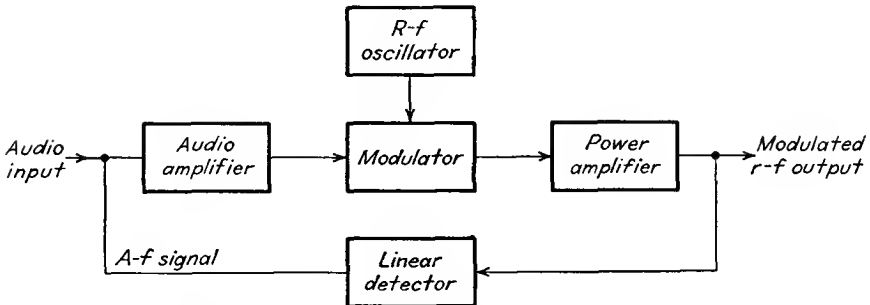 R-f
oscillator
Audio
input
Audio
amplifier
Modulator
Power
amplifier
Modulated
r-f output
A-f signal
Linear
detector